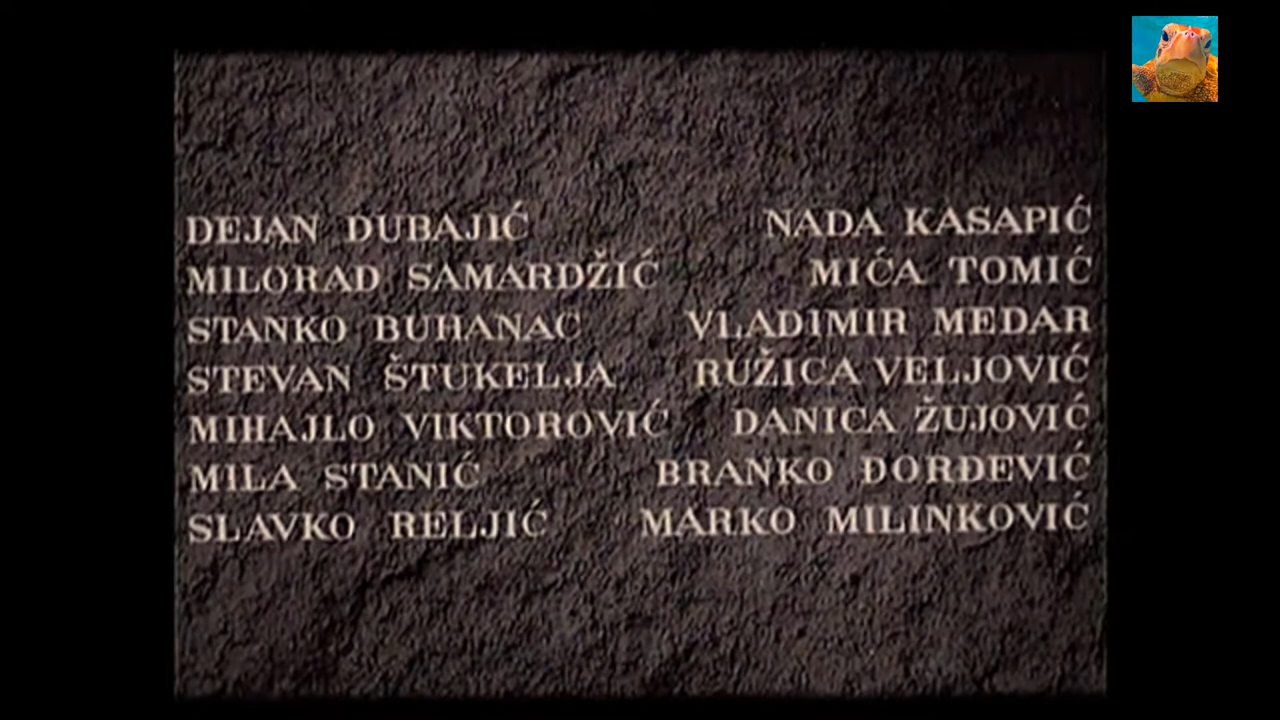 DEJAN DUBAJIĆ NADA KASAPIĆ
MILORAD SAMARDŽIĆ MIĆA TOMIĆ
STANKO BUHANAC VLADIMIR MEDAR
STEVAN ŠTUKELJA RUŽICA VELJOVIĆ
MIHAJLO VIKTOROVIĆ DANICA ŽUJOVIĆ
MILA STANIĆ BRANKO ĐORĐEVIĆ
SLAVKO RELJIĆ MARKO MILINKOVIĆ